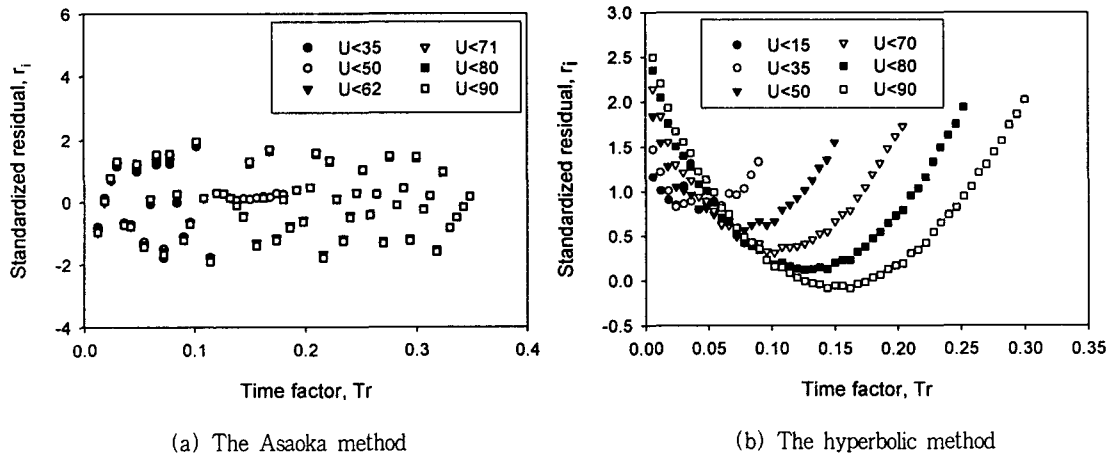 6
4
2
0
-2
-4
0.0
0.1
0.2
0.3
0.4
Standardized residual, ri
Time factor, Tr
U<35
U<50
U<62
U<71
U<80
U<90
(a) The Asaoka method
3.0
2.5
2.0
1.5
1.0
0.5
0.0
-0.5
0.00
0.05
0.10
0.15
0.20
0.25
0.30
0.35
Standardized residual, ri
Time factor, Tr
U<15
U<35
U<50
U<70
U<80
U<90
(b) The hyperbolic method